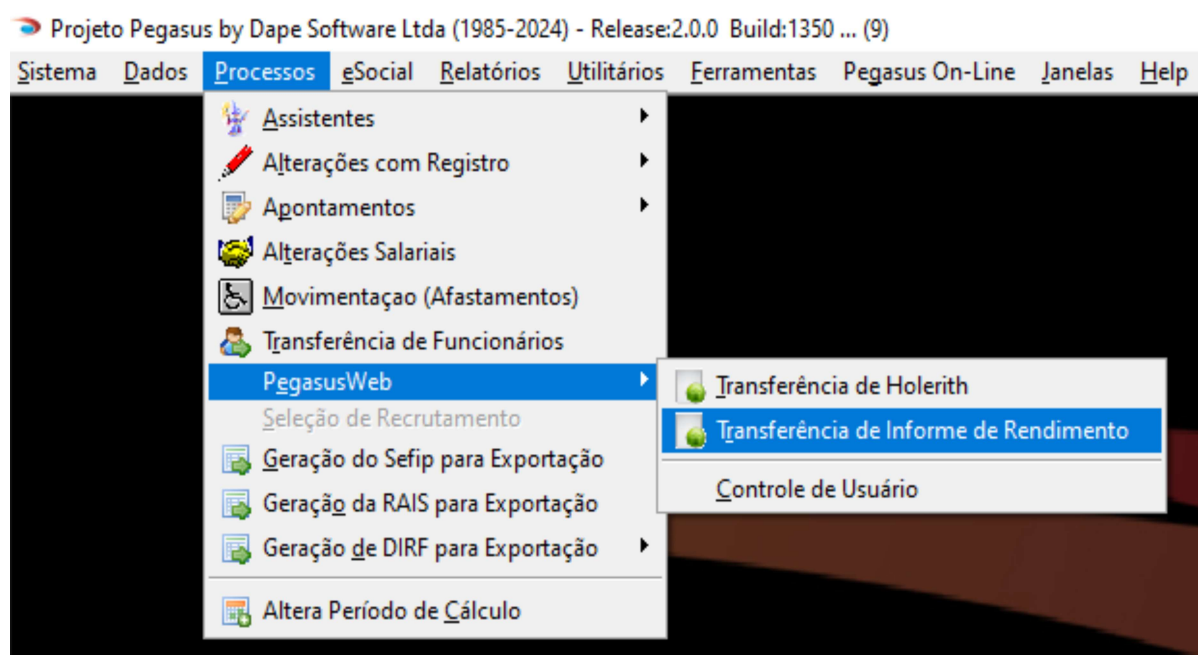 Projeto Pegasus by Dape Software Ltda (1985-2024) - Release:2.0.0 Build:1350 ... (9)
Sistema Dados Processos eSocial Relatórios Utilitários Ferramentas Pegasus On-Line Janelas Help
Assistentes
Alterações com Registro
Apontamentos
Alterações Salariais
Movimentaçao (Afastamentos)
Transferência de Funcionários
PegasusWeb
Seleção de Recrutamento
Geração do Sefip para Exportação
Geração da RAIS para Exportação
Geração de DIRF para Exportação
Altera Período de Cálculo
Transferência de Holerith
Transferência de Informe de Rendimento
Controle de Usuário